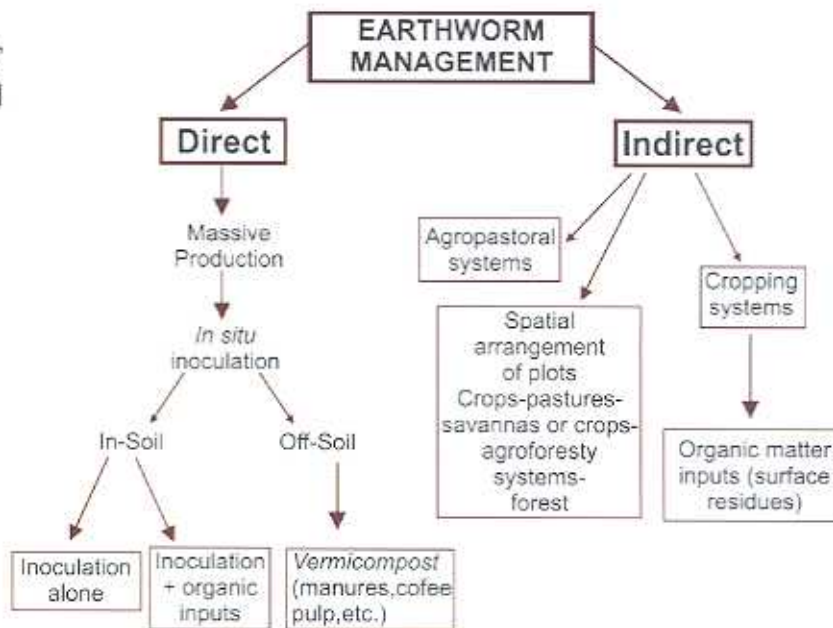 EARTHWORM
MANAGEMENT
Direct
Indirect
Massive
Production
In situ
inoculation
In-Soil
Off-Soil
Inoculation
alone
Inoculation
+ organic
inputs
Vermicompost
(manures,cofee
pulp,etc.)
Agropastoral
systems
Spatial
arrangement
of plots
Crops-pastures-
savannas or crops-
agroforesty
systems-
forest
Cropping
systems
Organic matter
inputs (surface
residues)